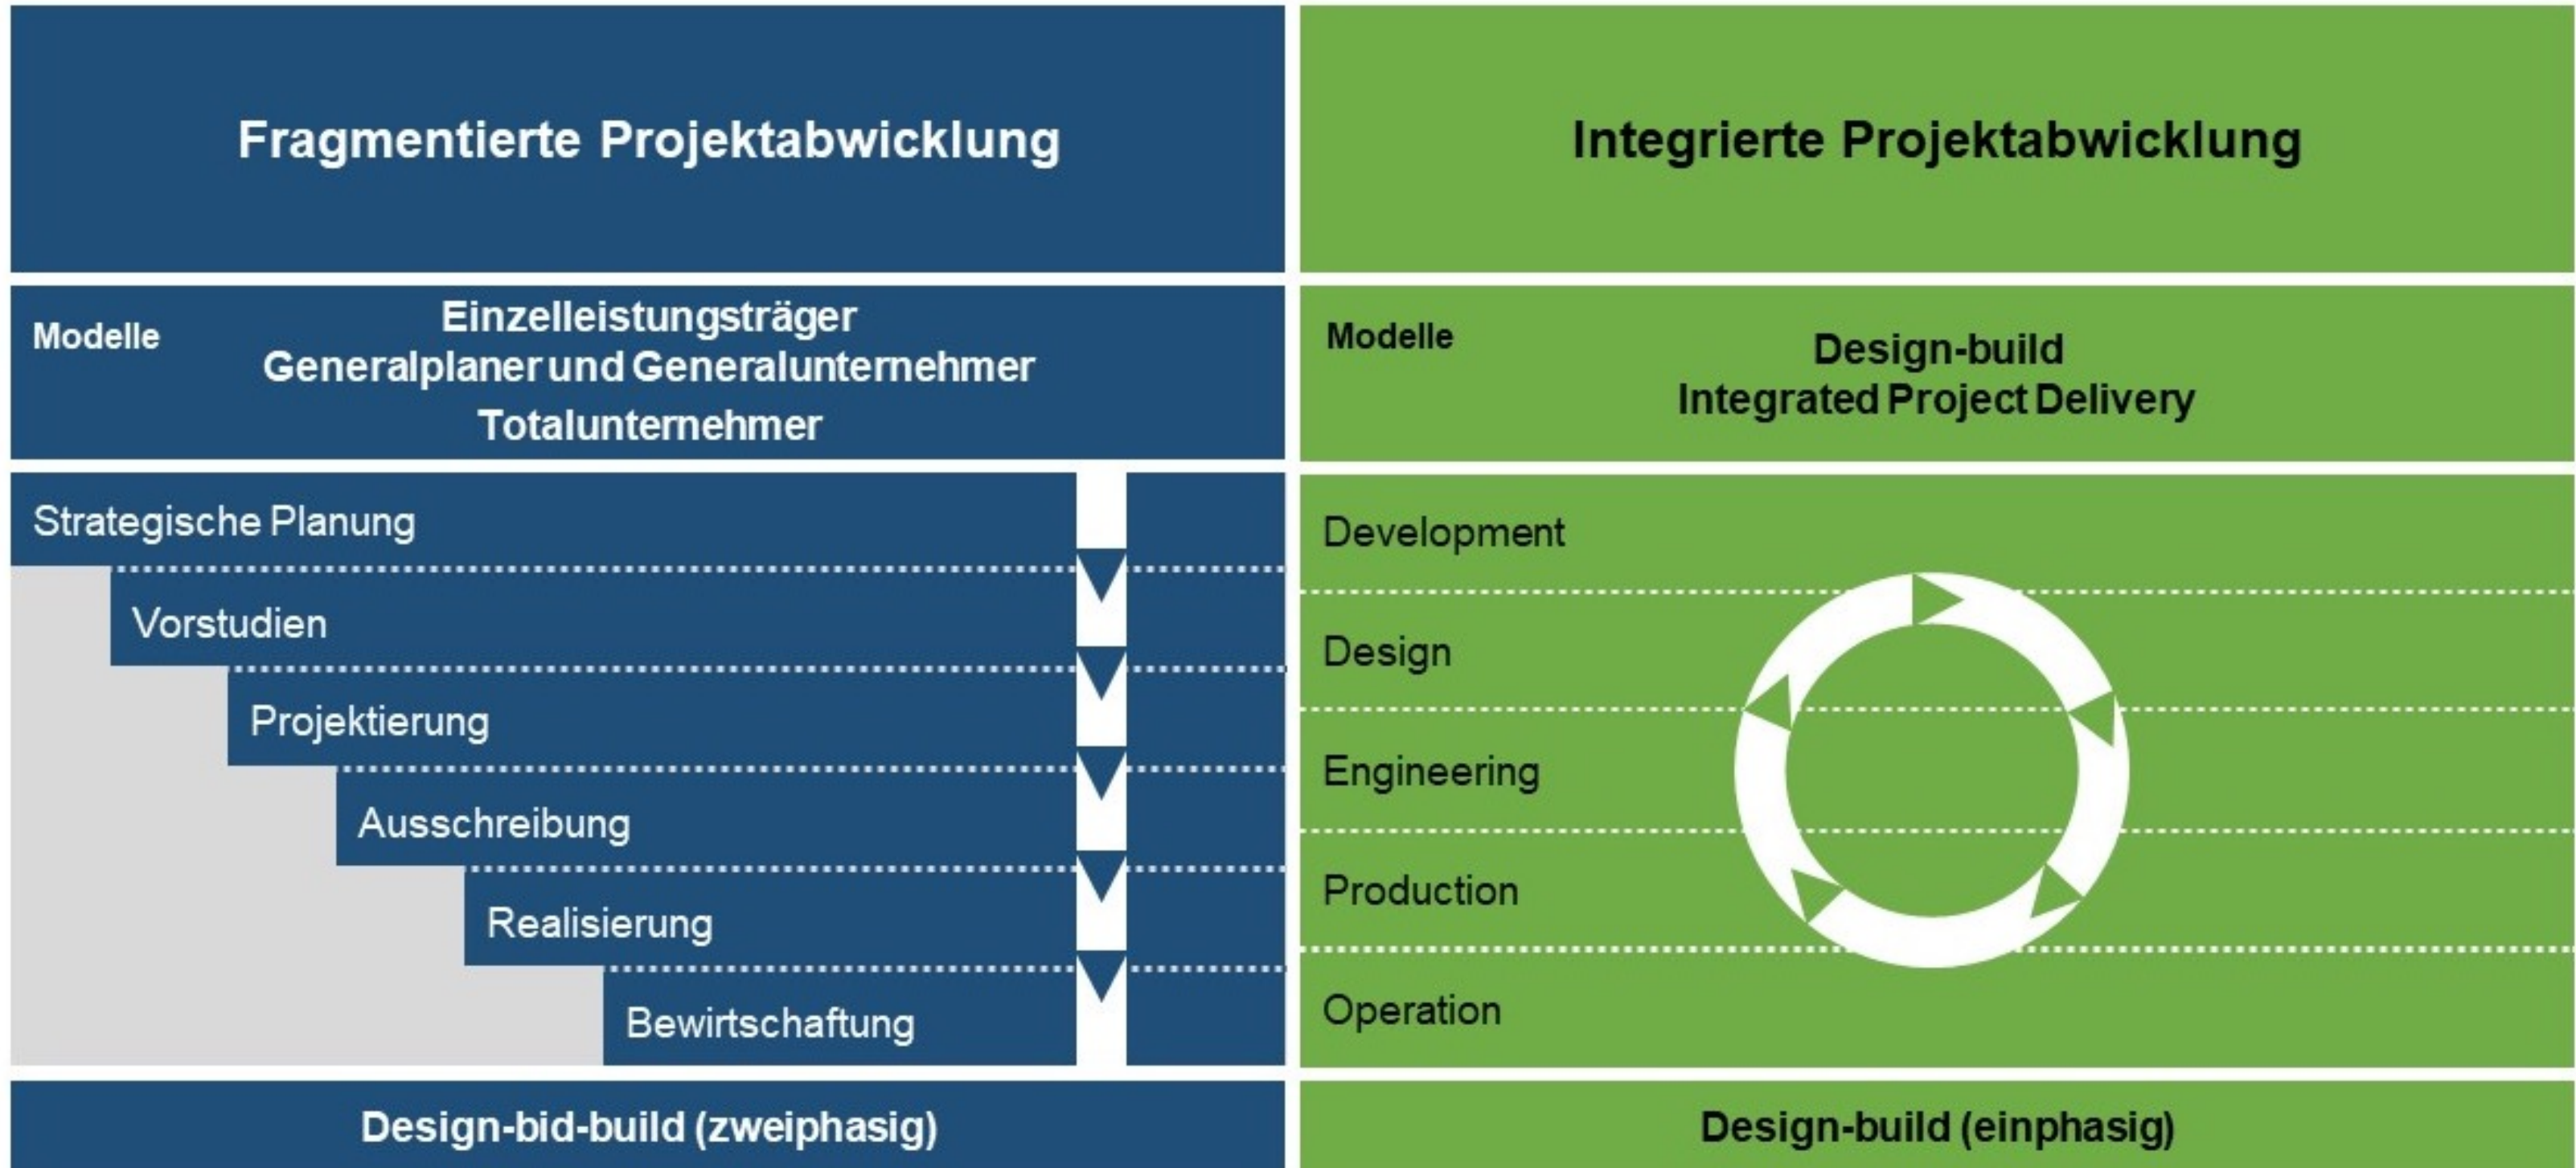 Fragmentierte Projektabwicklung
Modelle
Einzelleistungsträger
Generalplaner und Generalunternehmer
Totalunternehmer
Strategische Planung
Vorstudien
Projektierung
Ausschreibung
Realisierung
Bewirtschaftung
Design-bid-build (zweiphasig)
Integrierte Projektabwicklung
Modelle
Design-build
Integrated Project Delivery
Development
Design
Engineering
Production
Operation
Design-build (einphasig)